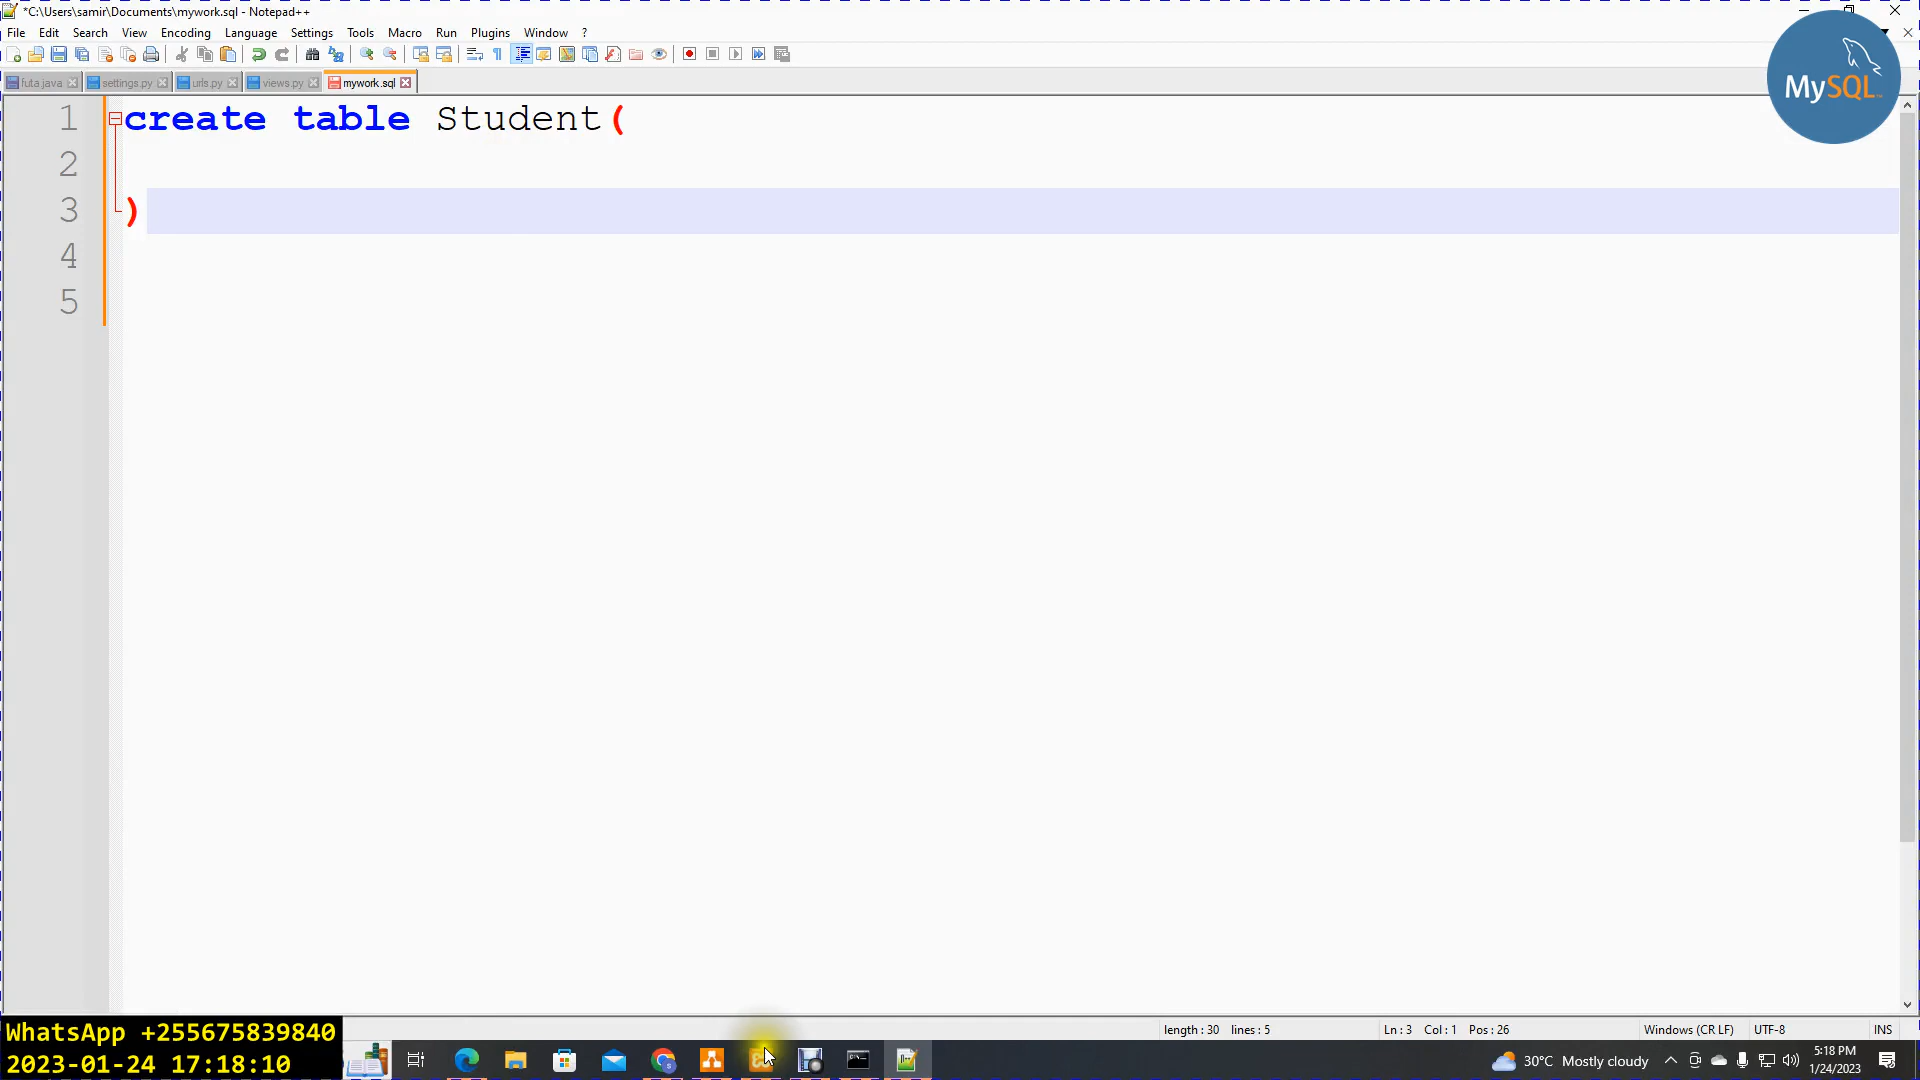 *C:\Users\samir\Documents\mywork.sql - Notepad++
File Edit Search View Encoding Language Settings Tools Macro Run Plugins Window ?
futa.java settings.py urls.py views.py mywork.sql
MySQL
1 create table Student(
2
3 )
4
5
length : 30 lines : 5 Ln : 3 Col : 1 Pos : 26 Windows (CR LF) UTF-8 INS
WhatsApp +255675839840
2023-01-24 17:18:10
30°C Mostly cloudy
5:18 PM
1/24/2023